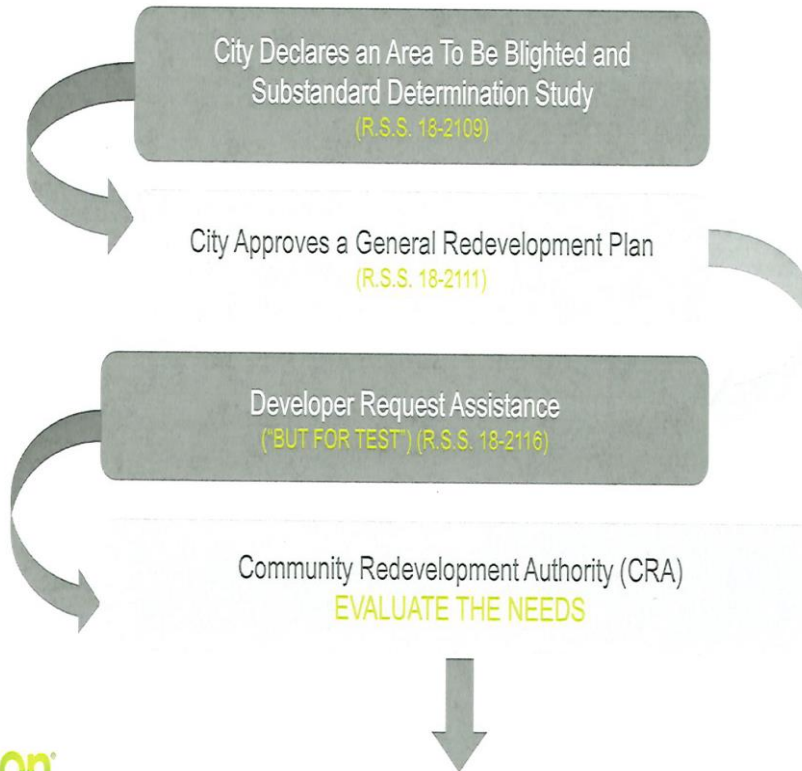 City Declares an Area To Be Blighted and
Substandard Determination Study
(R.S.S. 18-2109)
City Approves a General Redevelopment Plan
(R.S.S. 18-2111)
Developer Request Assistance
("BUT FOR TEST") (R.S.S. 18-2116)
Community Redevelopment Authority (CRA)
EVALUATE THE NEEDS